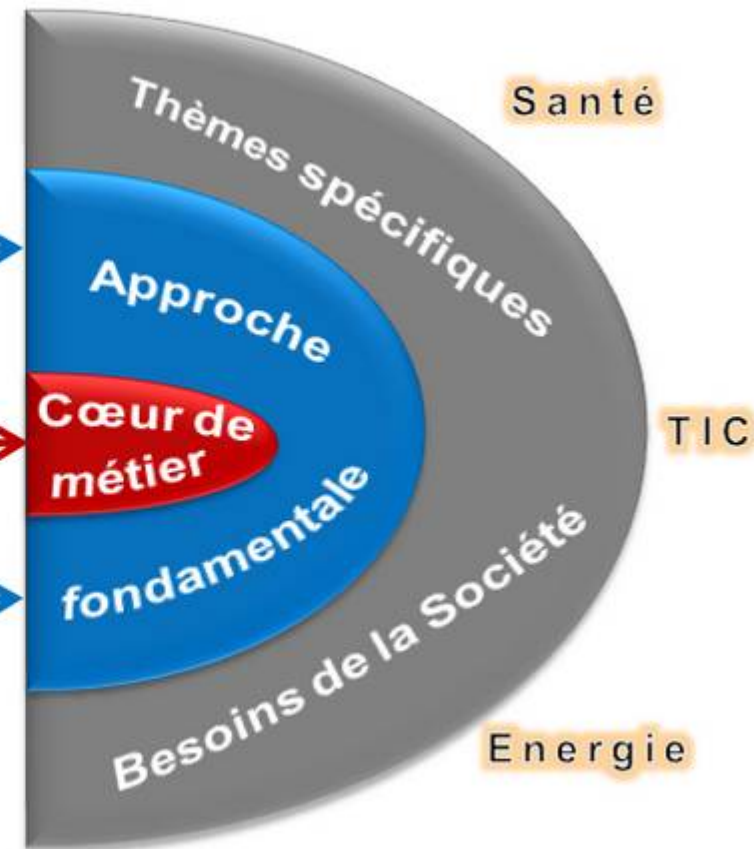 Santé
Thèmes spécifiques
Approche
Cœur de
métier
TIC
fondamentale
Besoins de la Société
Energie